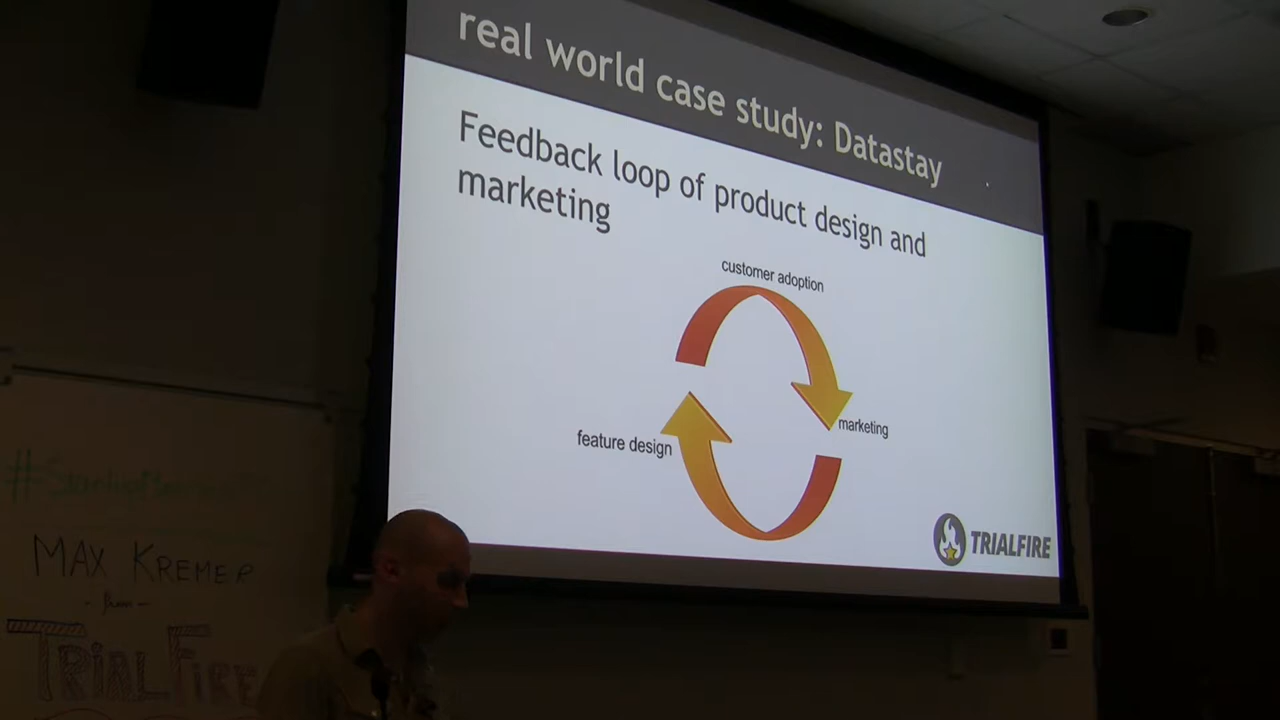 real world case study: Datastay
Feedback loop of product design and
marketing
customer adoption
marketing
feature design
TRIALFIRE
MAX KREMER
- from -
TRIALFIRE